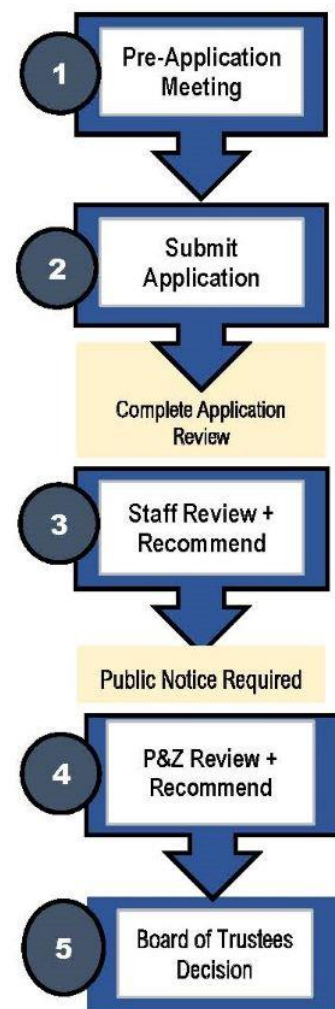 1
Pre-Application
Meeting
2
Submit
Application
Complete Application
Review
3
Staff Review +
Recommend
Public Notice Required
4
P&Z Review +
Recommend
5
Board of Trustees
Decision